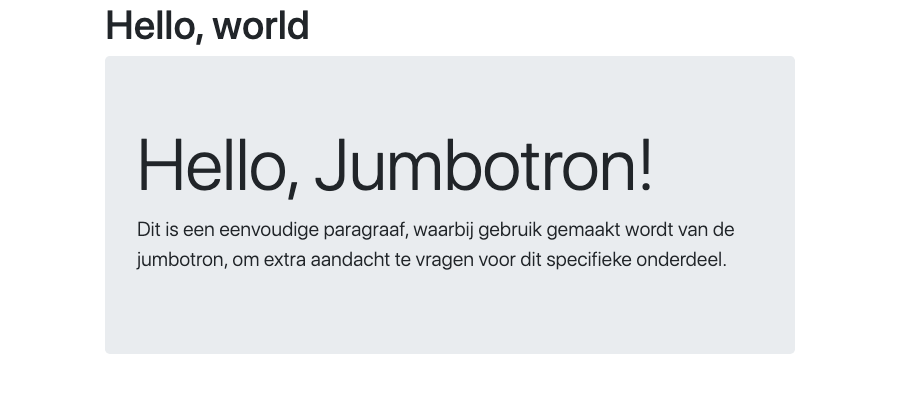 Hello, world
Hello, Jumbotron!
Dit is een eenvoudige paragraaf, waarbij gebruik gemaakt wordt van de
jumbotron, om extra aandacht te vragen voor dit specifieke onderdeel.